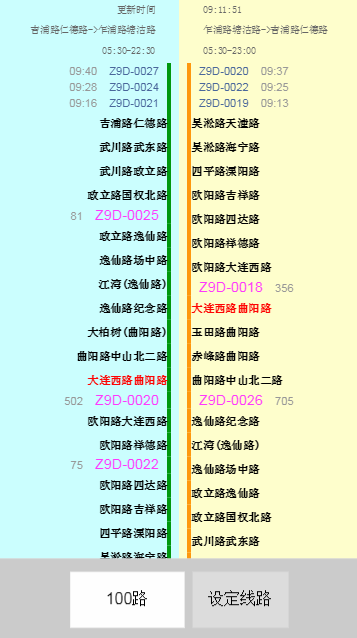 更新时间
吉浦路仁德路->乍浦路塘沽路
05:30-22:30
09:40 Z9D-0027
09:28 Z9D-0024
09:16 Z9D-0021
吉浦路仁德路
武川路武东路
武川路政立路
政立路国权北路
81 Z9D-0025
政立路逸仙路
逸仙路场中路
江湾(逸仙路)
逸仙路纪念路
大柏树(曲阳路)
曲阳路中山北二路
大连西路曲阳路
502 Z9D-0020
欧阳路大连西路
欧阳路祥德路
75 Z9D-0022
欧阳路四达路
欧阳路吉祥路
四平路溧阳路
吴淞路海宁路
09:11:51
乍浦路塘沽路->吉浦路仁德路
05:30-23:00
Z9D-0020 09:37
Z9D-0022 09:25
Z9D-0019 09:13
吴淞路天潼路
吴淞路海宁路
四平路溧阳路
欧阳路吉祥路
欧阳路四达路
欧阳路祥德路
欧阳路大连西路
Z9D-0018 356
大连西路曲阳路
玉田路曲阳路
赤峰路曲阳路
曲阳路中山北二路
Z9D-0026 705
逸仙路纪念路
江湾(逸仙路)
逸仙路场中路
政立路逸仙路
政立路国权北路
武川路武东路
100路
设定线路